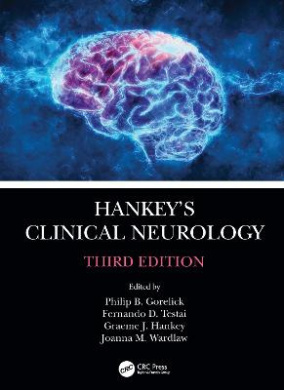 HANKEY'S
CLINICAL NEUROLOGY
THIRD EDITION
Edited by
Philip B. Gorelick
Fernando D. Testai
Graeme J. Hankey
Joanna M. Wardlaw
CRC Press